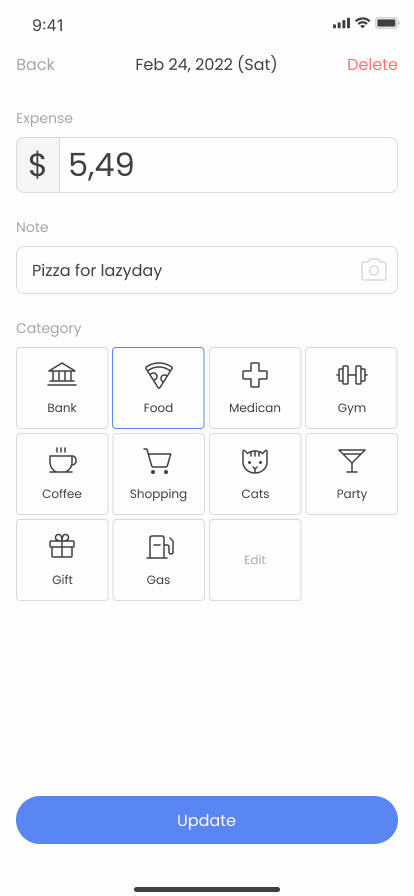 9:41
Back Feb 24, 2022 (Sat) Delete
Expense
$ 5,49
Note
Pizza for lazyday
Category
Bank Food Medican Gym
Coffee Shopping Cats Party
Gift Gas Edit
Update